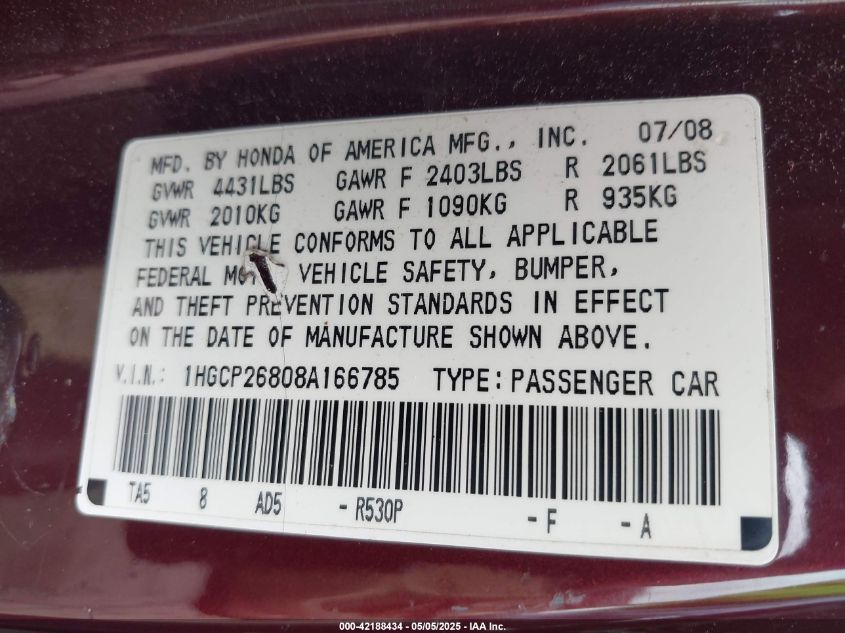 MFD. BY HONDA OF AMERICA MFG., INC. 07/08
GVWR 4431LBS GAWR F 2403LBS R 2061LBS
GVWR 2010KG GAWR F 1090KG R 935KG
THIS VEHICLE CONFORMS TO ALL APPLICABLE
FEDERAL VEHICLE SAFETY, BUMPER,
AND THEFT PREVENTION STANDARDS IN EFFECT
ON THE DATE OF MANUFACTURE SHOWN ABOVE.
V.I.N.: 1HGCP26808A166785 TYPE: PASSENGER CAR
TA5 8 AD5 - R530P - F - A
000-42188434 - 05/05/2025 - IAA Inc.